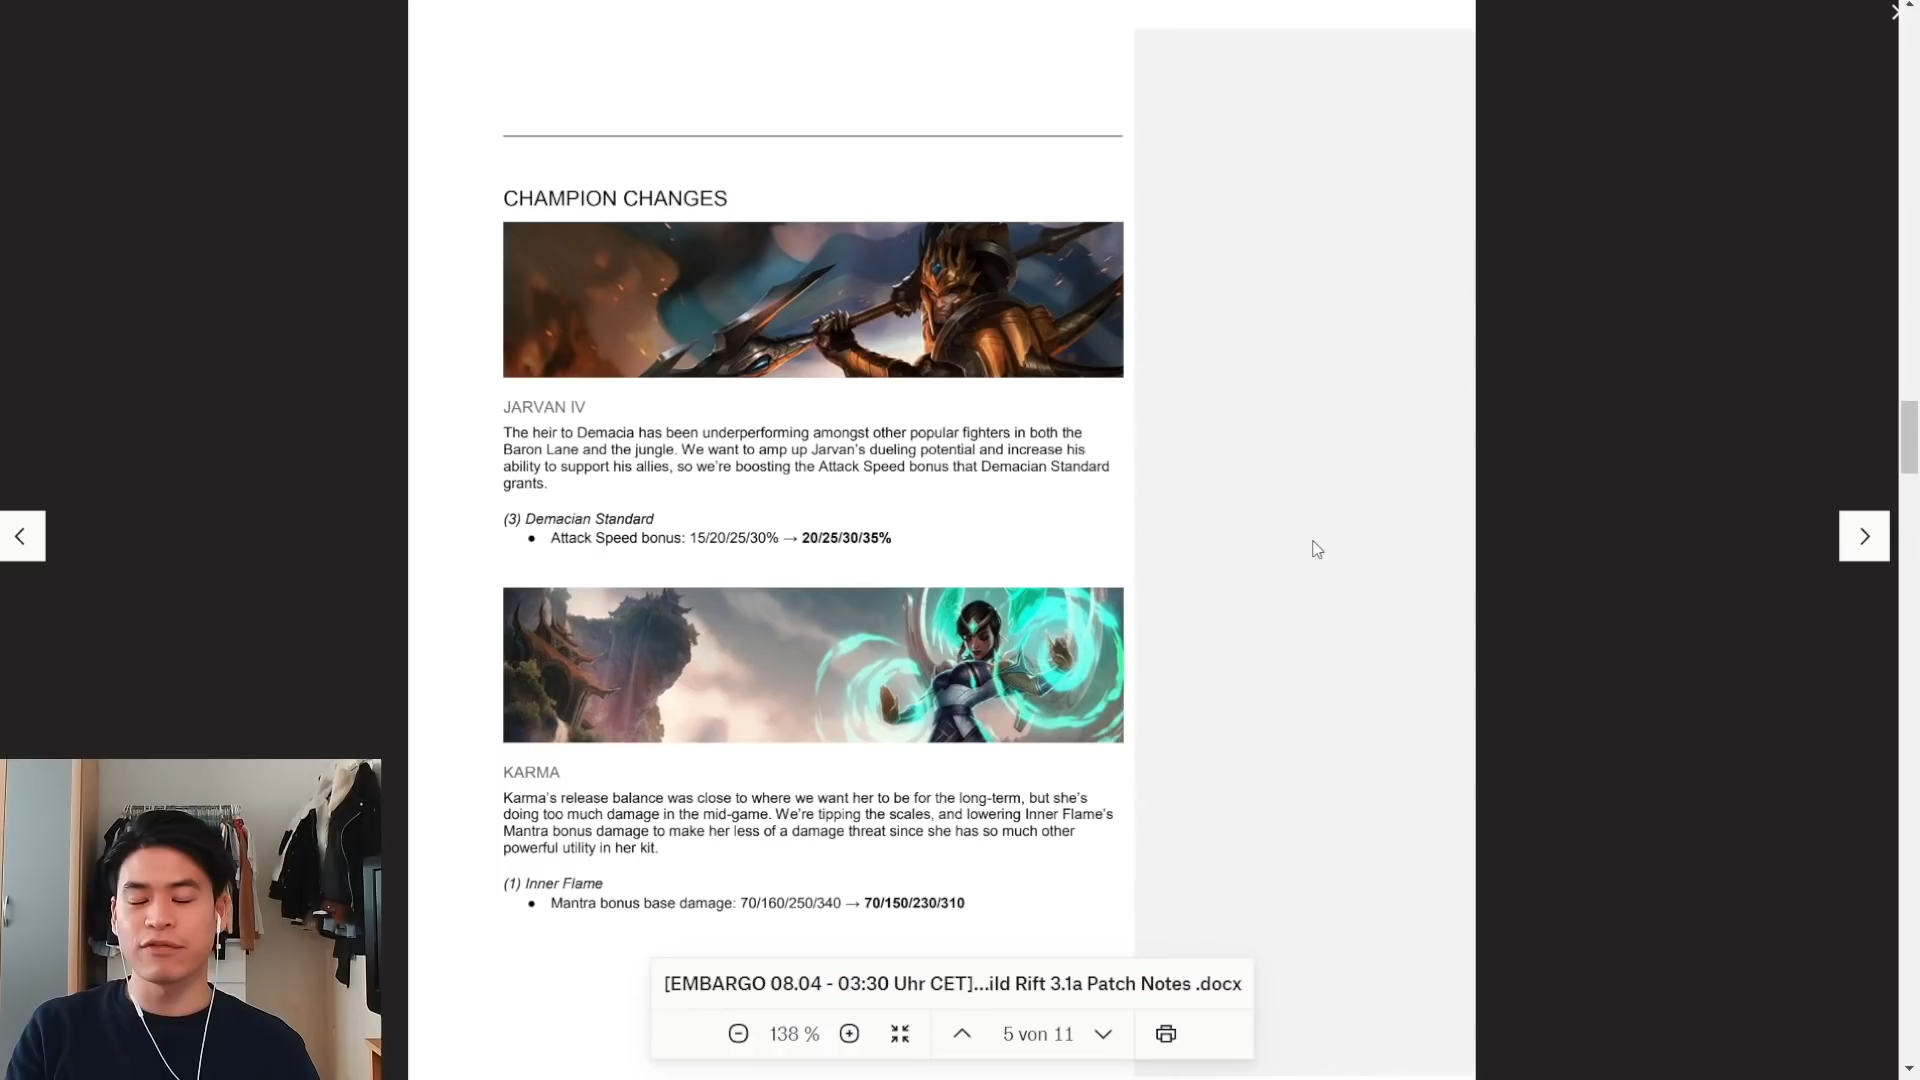 CHAMPION CHANGES
JARVAN IV
The heir to Demacia has been underperforming amongst other popular fighters in both the
Baron Lane and the jungle. We want to amp up Jarvan's dueling potential and increase his
ability to support his allies, so we're boosting the Attack Speed bonus that Demacian Standard
grants.
(3) Demacian Standard
● Attack Speed bonus: 15/20/25/30% → 20/25/30/35%
KARMA
Karma's release balance was close to where we want her to be for the long-term, but she's
doing too much damage in the mid-game. We're tipping the scales, and lowering Inner Flame's
Mantra bonus damage to make her less of a damage threat since she has so much other
powerful utility in her kit.
(1) Inner Flame
● Mantra bonus base damage: 70/160/250/340 → 70/150/230/310
[EMBARGO 08.04 - 03:30 Uhr CET]...ild Rift 3.1a Patch Notes .docx
138 % 5 von 11